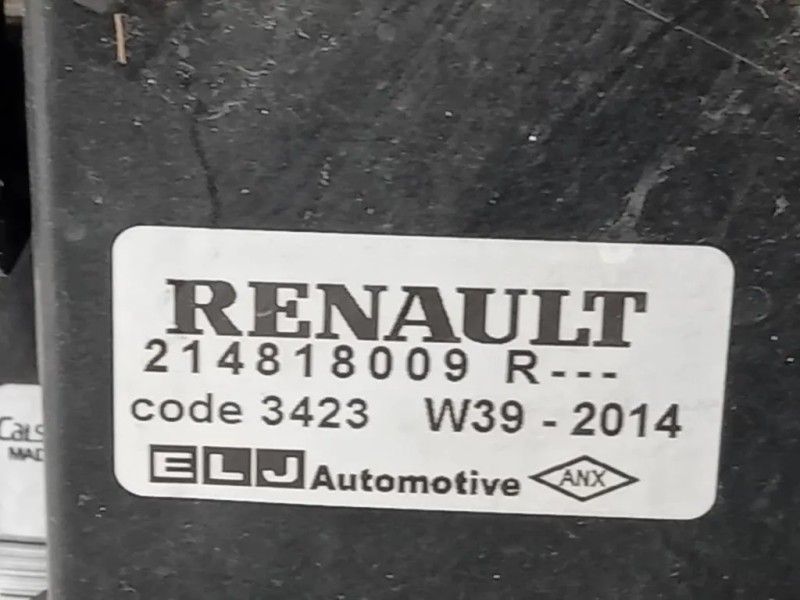 RENAULT
214818009 R---
code 3423 W39 - 2014
ELJ Automotive ANX